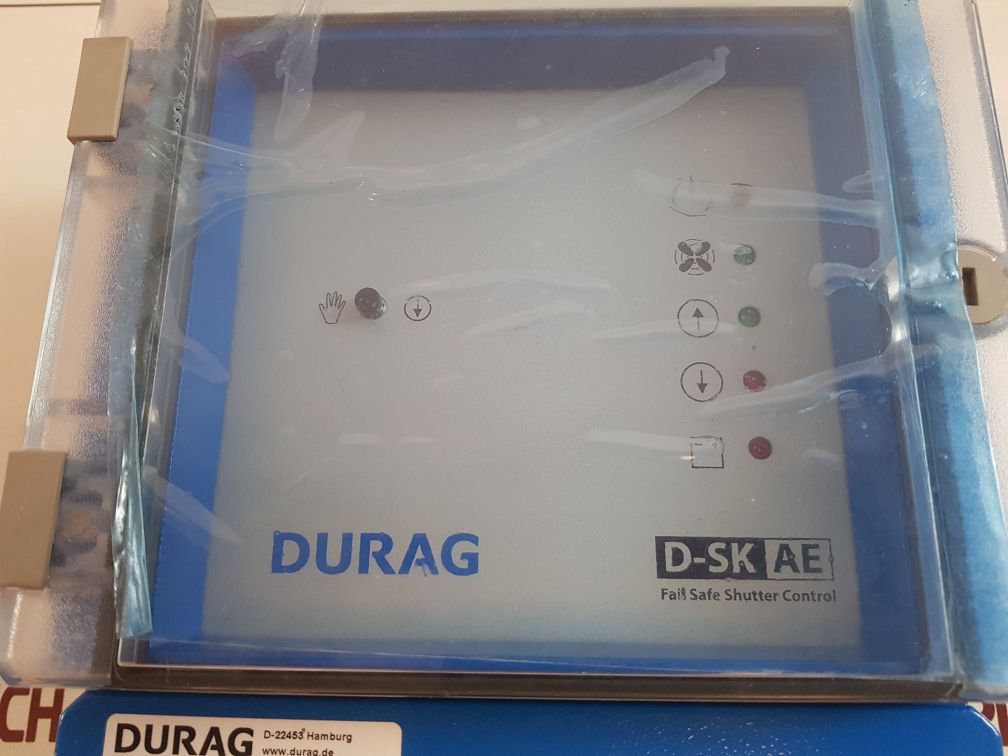 DURAG
D-SK AE
Fail Safe Shutter Control
CH
DURAG
D-22453 Hamburg
www.durag.de